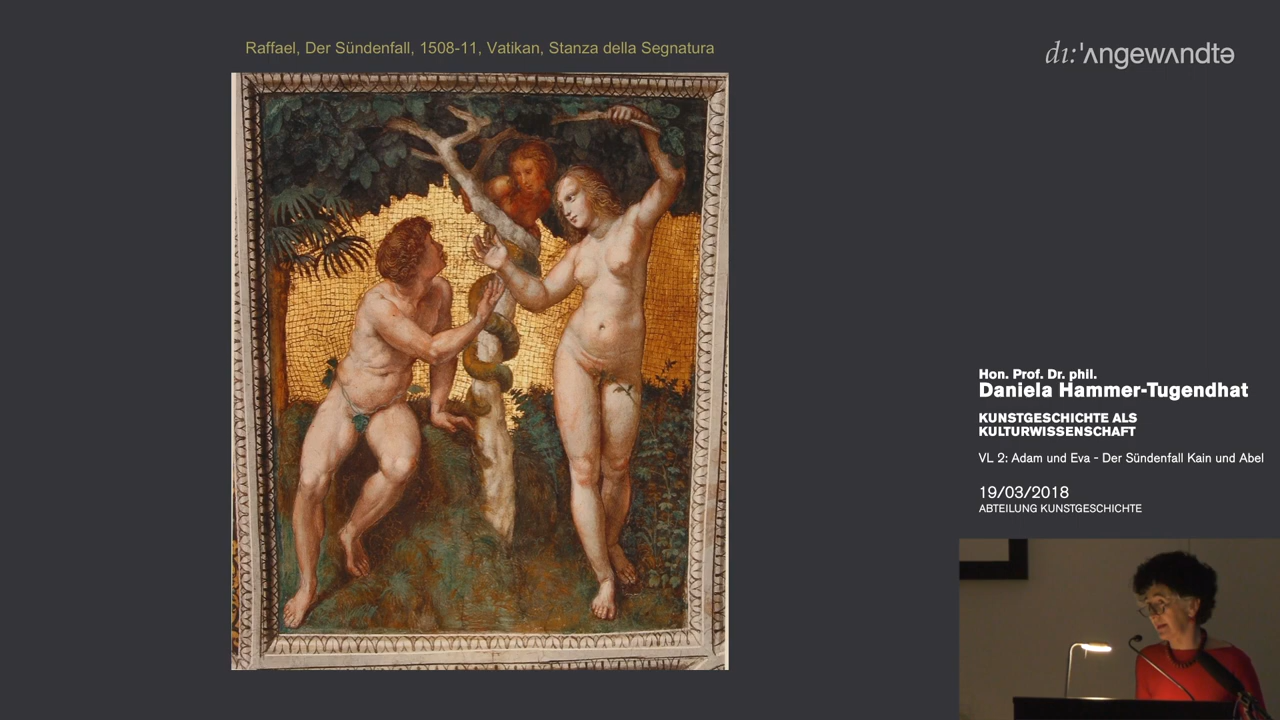 Raffael, Der Sündenfall, 1508-11, Vatikan, Stanza della Segnatura
dı:'ʌngewʌndtə
Hon. Prof. Dr. phil.
Daniela Hammer-Tugendhat
KUNSTGESCHICHTE ALS
KULTURWISSENSCHAFT
VL 2: Adam und Eva - Der Sündenfall Kain und Abel
19/03/2018
ABTEILUNG KUNSTGESCHICHTE